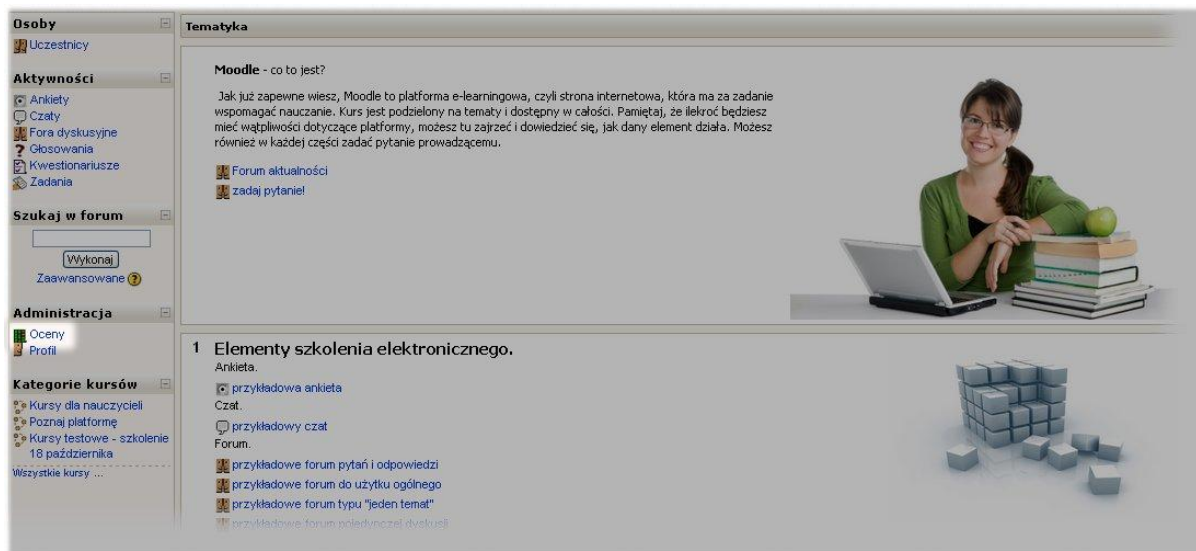 Osoby
Uczestnicy
Aktywności
Ankiety
Czaty
Fora dyskusyjne
Głosowania
Kwestionariusze
Zadania
Szukaj w forum
Wykonaj
Zaawansowane ?
Administracja
Oceny
Profil
Kategorie kursów
Kursy dla nauczycieli
Poznaj platformę
Kursy testowe - szkolenie
18 października
Wszystkie kursy ...
Tematyka
Moodle - co to jest?
Jak już zapewne wiesz, Moodle to platforma e-learningowa, czyli strona internetowa, która ma za zadanie
wspomagać nauczanie. Kurs jest podzielony na tematy i dostępny w całości. Pamiętaj, że ilekroć będziesz
mieć wątpliwości dotyczące platformy, możesz tu zajrzeć i dowiedzieć się, jak dany element działa. Możesz
również w każdej części zadać pytanie prowadzącemu.
Forum aktualności
zadaj pytanie!
1 Elementy szkolenia elektronicznego.
Ankieta.
przykładowa ankieta
Czat.
przykładowy czat
Forum.
przykładowe forum pytań i odpowiedzi
przykładowe forum do użytku ogólnego
przykładowe forum typu "jeden temat"
przykładowe forum pojedynczej dyskusji